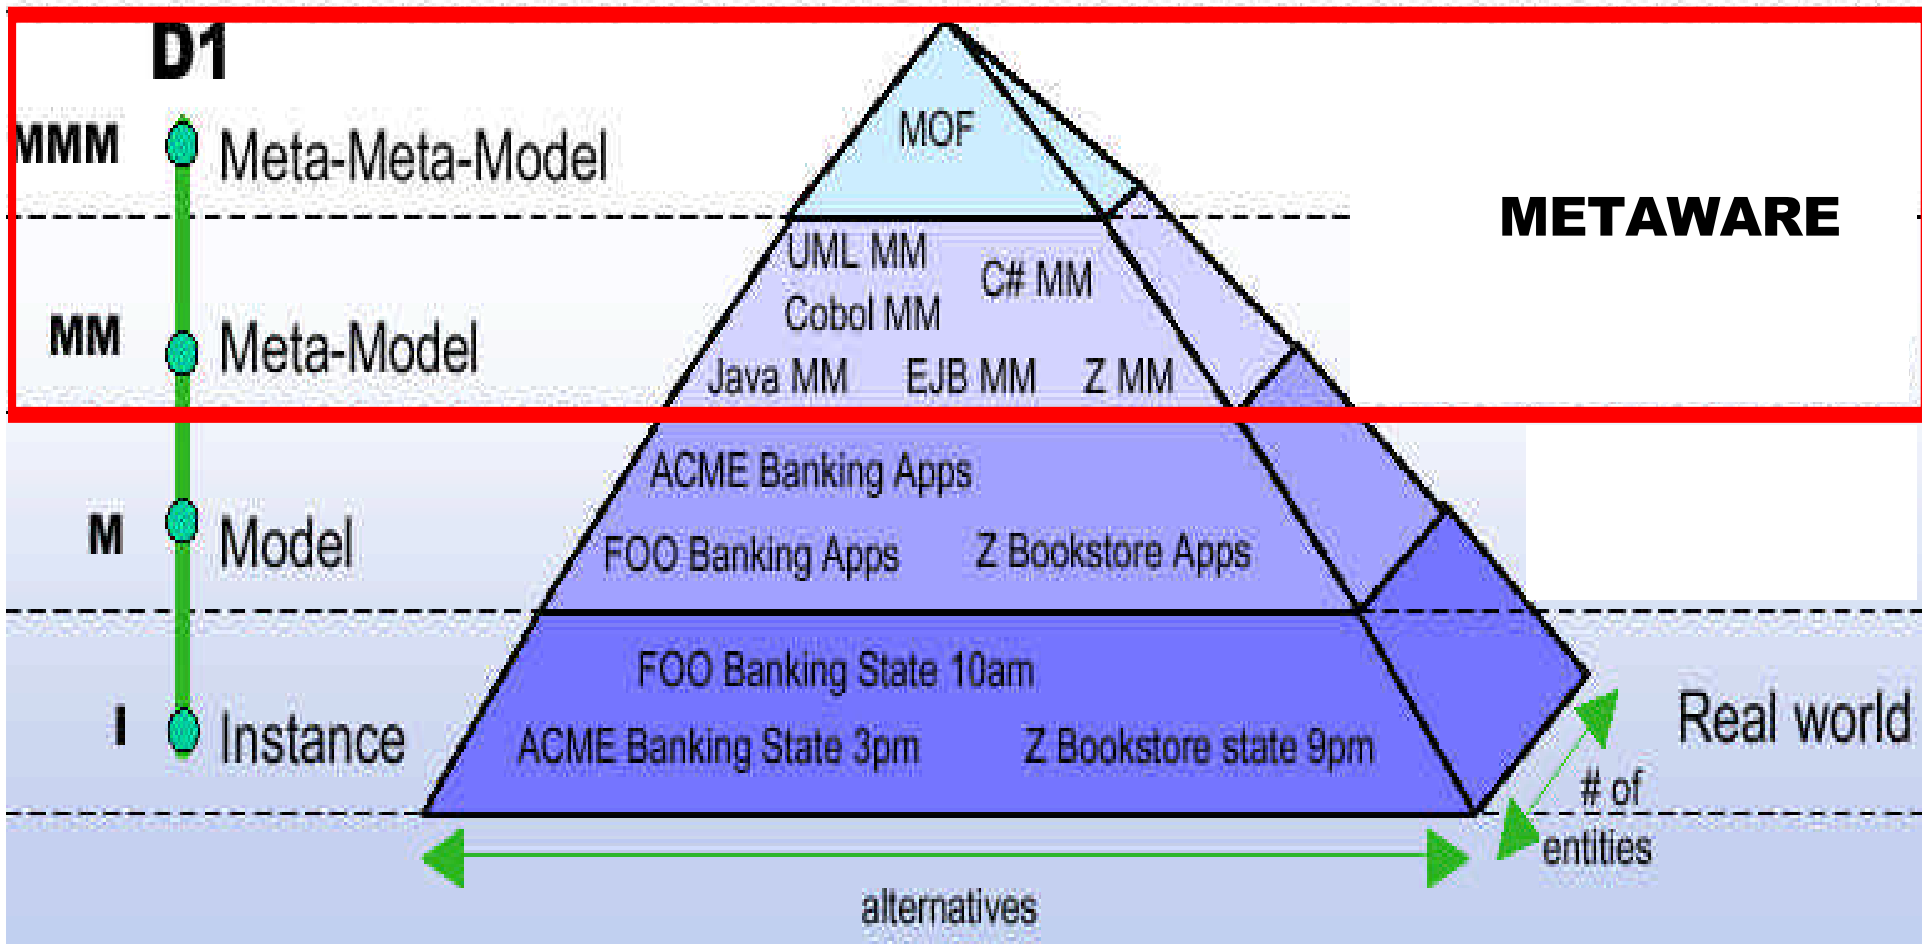 D1
MMM
Meta-Meta-Model
MOF
METAWARE
UML MM
C# MM
Cobol MM
MM
Meta-Model
Java MM EJB MM Z MM
ACME Banking Apps
M
Model
FOO Banking Apps Z Bookstore Apps
FOO Banking State 10am
I
Instance
ACME Banking State 3pm Z Bookstore state 9pm
Real world
# of
entities
alternatives